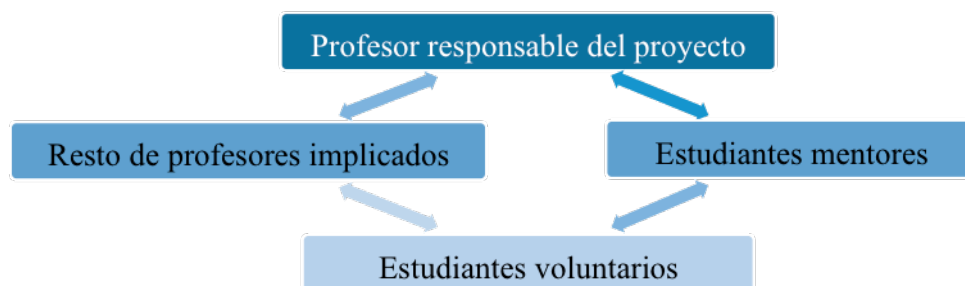 Profesor responsable del proyecto
Resto de profesores implicados
Estudiantes mentores
Estudiantes voluntarios